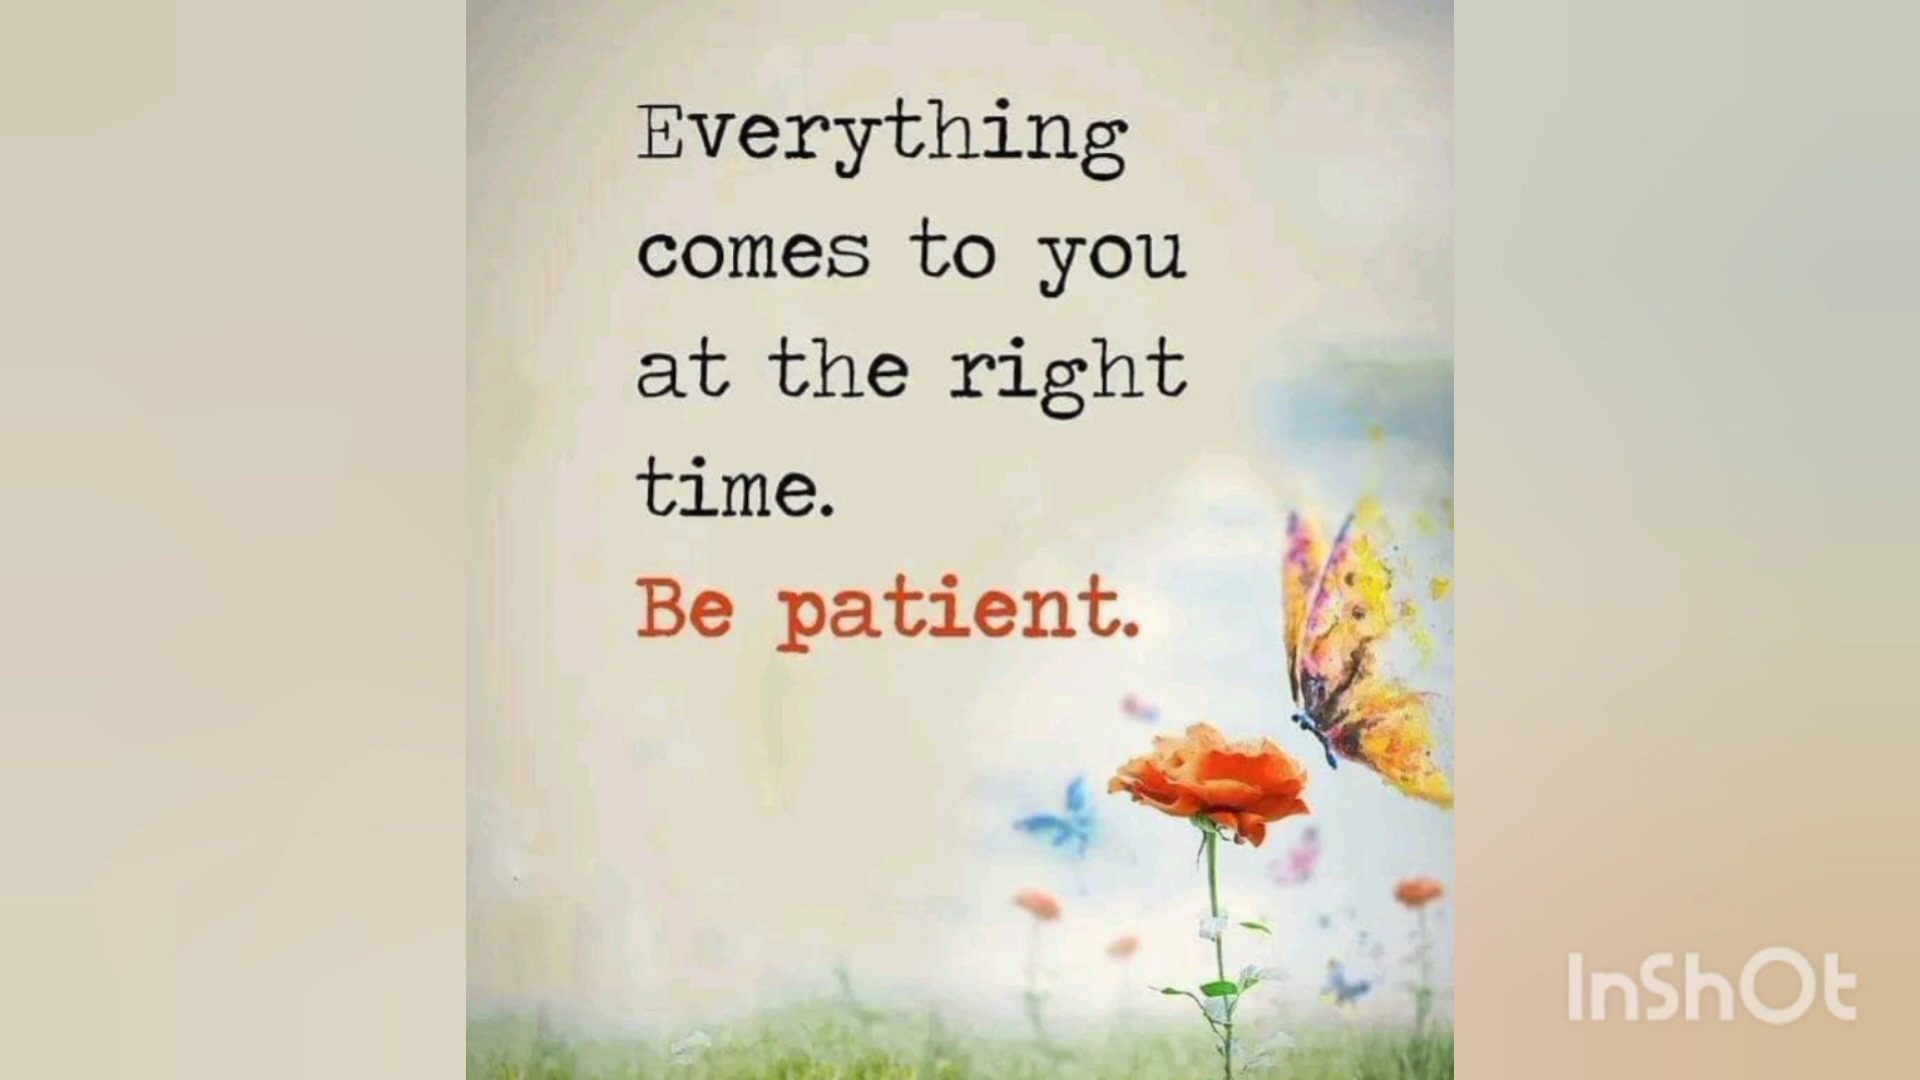 Everything
comes to you
at the right
time.
Be patient.
InShOt